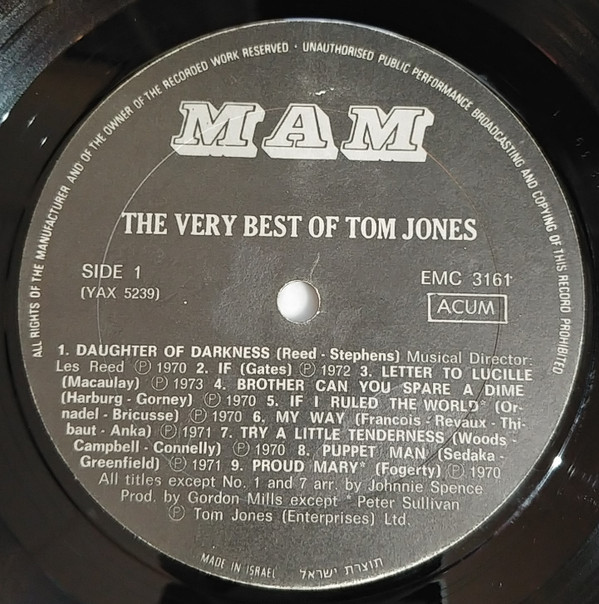 ALL RIGHTS OF THE MANUFACTURER AND OF THE OWNER OF THE RECORDED WORK RESERVED · UNAUTHORISED PUBLIC PERFORMANCE BROADCASTING AND COPYING OF THIS RECORD PROHIBITED
MAM
THE VERY BEST OF TOM JONES
SIDE 1
(YAX 5239)
EMC 3161
ACUM
1. DAUGHTER OF DARKNESS (Reed - Stephens) Musical Director:
Les Reed ℗ 1970 2. IF (Gates) ℗ 1972 3. LETTER TO LUCILLE
(Macaulay) ℗ 1973 4. BROTHER CAN YOU SPARE A DIME
(Harburg - Gorney) ℗ 1970 5. IF I RULED THE WORLD* (Or-
nadel - Bricusse) ℗ 1970 6. MY WAY (Francois - Revaux - Thi-
baut - Anka) ℗ 1971 7. TRY A LITTLE TENDERNESS (Woods -
Campbell - Connelly) ℗ 1970 8. PUPPET MAN (Sedaka -
Greenfield) ℗ 1971 9. PROUD MARY* (Fogerty) ℗ 1970
All titles except No. 1 and 7 arr. by Johnnie Spence
Prod. by Gordon Mills except * Peter Sullivan
℗ Tom Jones (Enterprises) Ltd.
MADE IN ISRAEL תוצרת ישראל